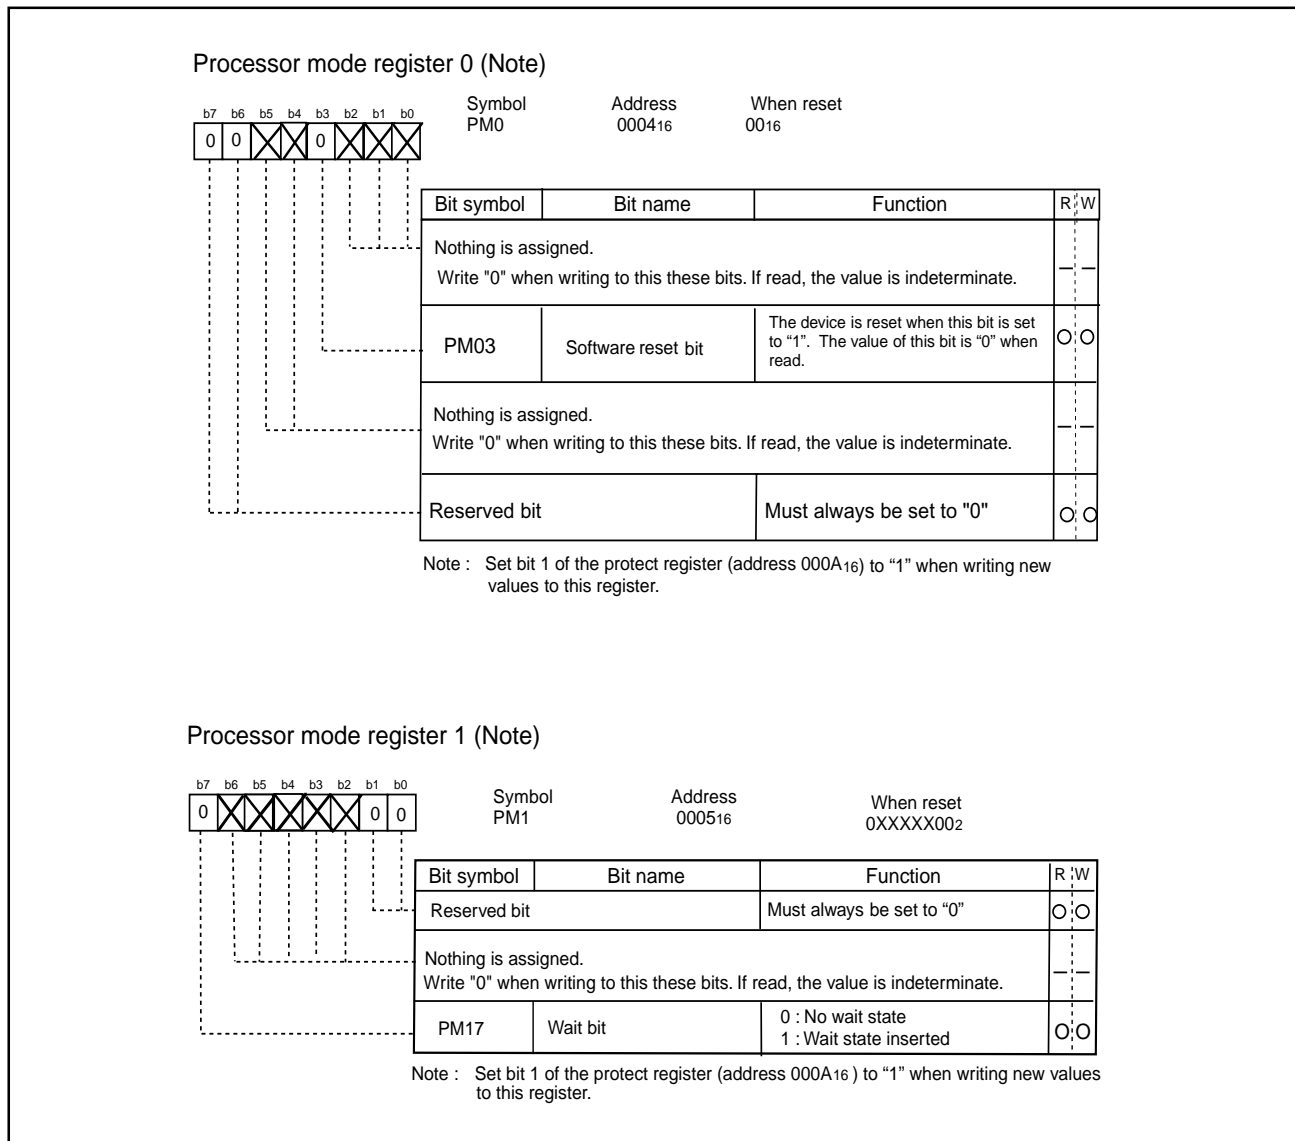 Processor mode register 0 (Note)
Symbol Address When reset
PM0 000416 0016
b7 b6 b5 b4 b3 b2 b1 b0
0 0 0
Bit symbol Bit name Function R W
Nothing is assigned.
Write "0" when writing to this these bits. If read, the value is indeterminate.
— —
PM03 Software reset bit The device is reset when this bit is set
to “1”. The value of this bit is “0” when
read.
O O
Nothing is assigned.
Write "0" when writing to this these bits. If read, the value is indeterminate.
— —
Reserved bit Must always be set to "0" O O
Note : Set bit 1 of the protect register (address 000A16) to “1” when writing new
values to this register.
Processor mode register 1 (Note)
b7 b6 b5 b4 b3 b2 b1 b0
0 0 0
Symbol Address When reset
PM1 000516 0XXXXX002
Bit symbol Bit name Function R W
Reserved bit Must always be set to “0” O O
Nothing is assigned.
Write "0" when writing to this these bits. If read, the value is indeterminate.
— —
PM17 Wait bit 0 : No wait state
1 : Wait state inserted
O O
Note : Set bit 1 of the protect register (address 000A16 ) to “1” when writing new values
to this register.